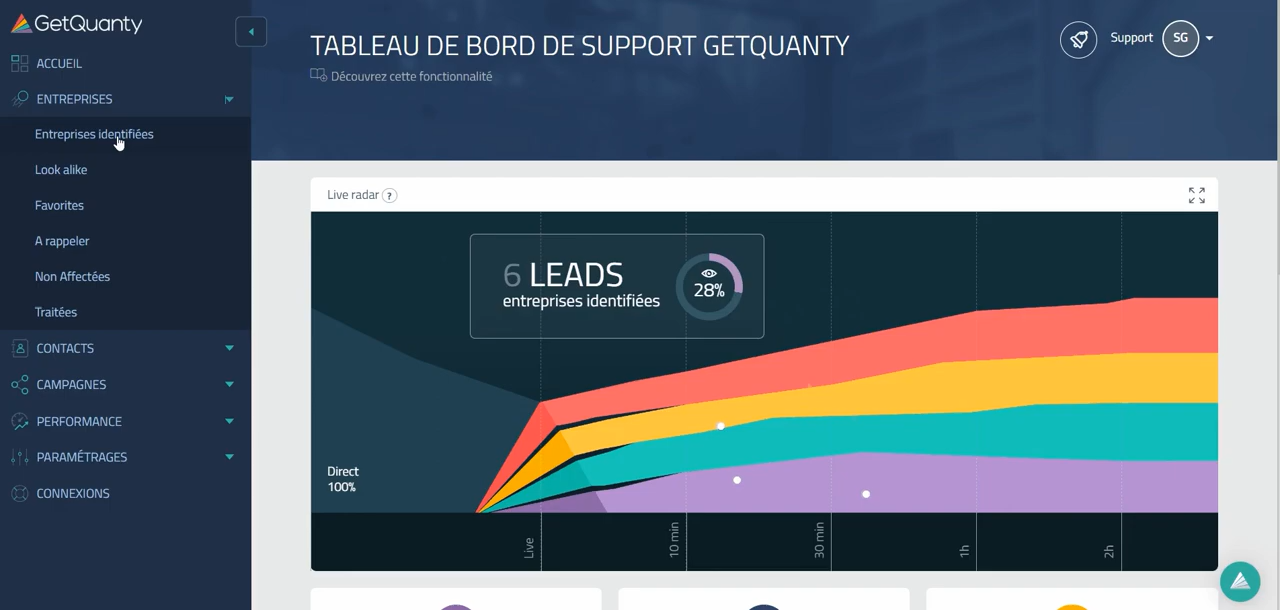 GetQuanty
ACCUEIL
ENTREPRISES
Entreprises identifiées
Look alike
Favorites
A rappeler
Non Affectées
Traitées
CONTACTS
CAMPAGNES
PERFORMANCE
PARAMÉTRAGES
CONNEXIONS
TABLEAU DE BORD DE SUPPORT GETQUANTY
Découvrez cette fonctionnalité
Support
SG
Live radar ?
6 LEADS
entreprises identifiées
28%
Direct
100%
Live
10 min
30 min
1h
2h